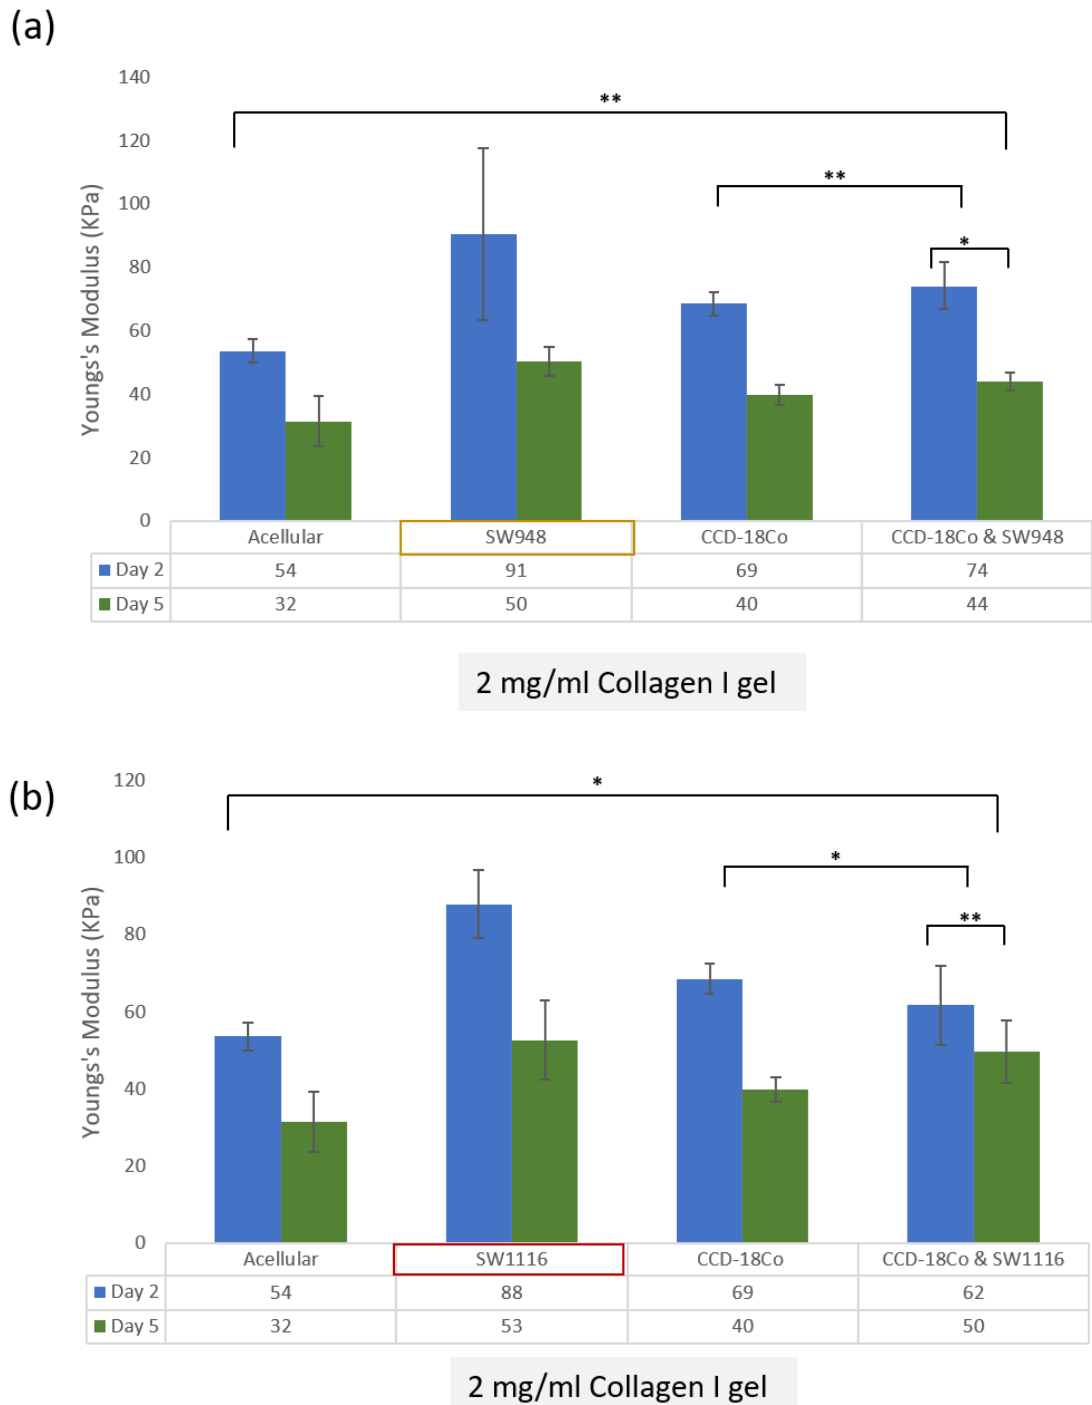 (a)
140
**
120
**
100
*
80
60
40
20
0
Youngs's Modulus (KPa)
Acellular SW948 CCD-18Co CCD-18Co & SW948
Day 2 54 91 69 74
Day 5 32 50 40 44
2 mg/ml Collagen I gel
(b)
120
*
100
*
80
**
60
40
20
0
Youngs's Modulus (KPa)
Acellular SW1116 CCD-18Co CCD-18Co & SW1116
Day 2 54 88 69 62
Day 5 32 53 40 50
2 mg/ml Collagen I gel